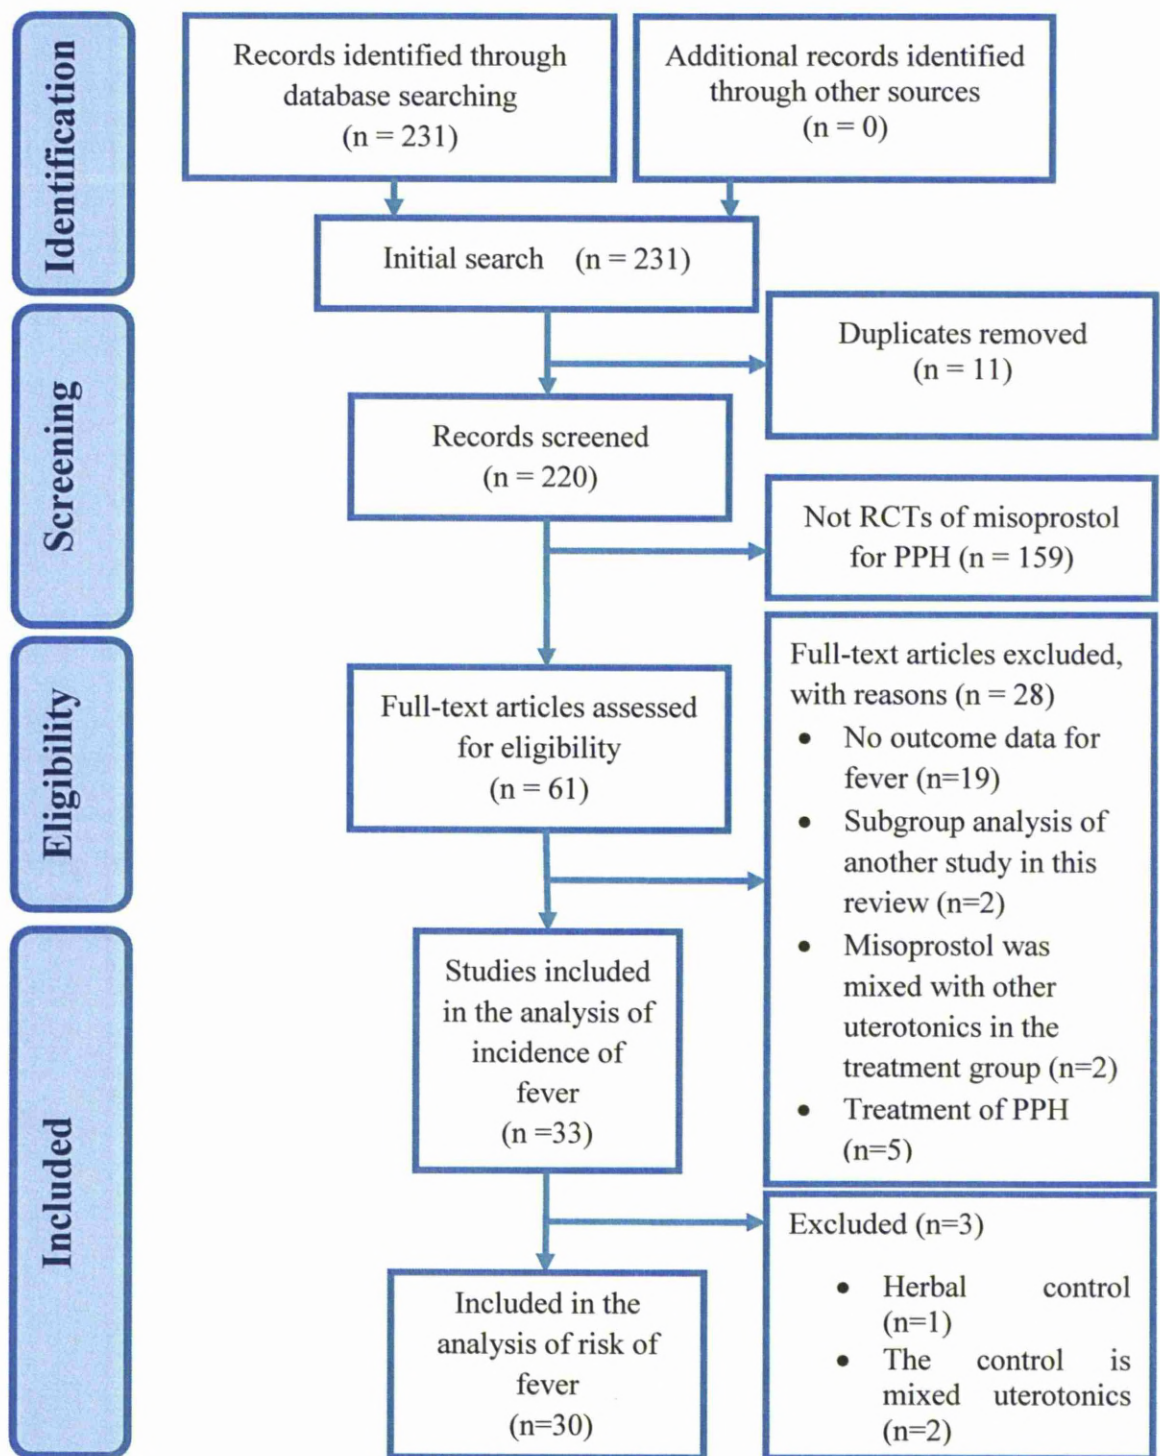 Identification
Records identified through
database searching
(n = 231)
Additional records identified
through other sources
(n = 0)
Initial search (n = 231)
Screening
Duplicates removed
(n = 11)
Records screened
(n = 220)
Not RCTs of misoprostol
for PPH (n = 159)
Eligibility
Full-text articles assessed
for eligibility
(n = 61)
Full-text articles excluded,
with reasons (n = 28)
• No outcome data for
fever (n=19)
• Subgroup analysis of
another study in this
review (n=2)
• Misoprostol was
mixed with other
uterotonics in the
treatment group (n=2)
• Treatment of PPH
(n=5)
Included
Studies included
in the analysis of
incidence of
fever
(n =33)
Excluded (n=3)
• Herbal control
(n=1)
• The control is
mixed uterotonics
(n=2)
Included in the
analysis of risk of
fever
(n=30)